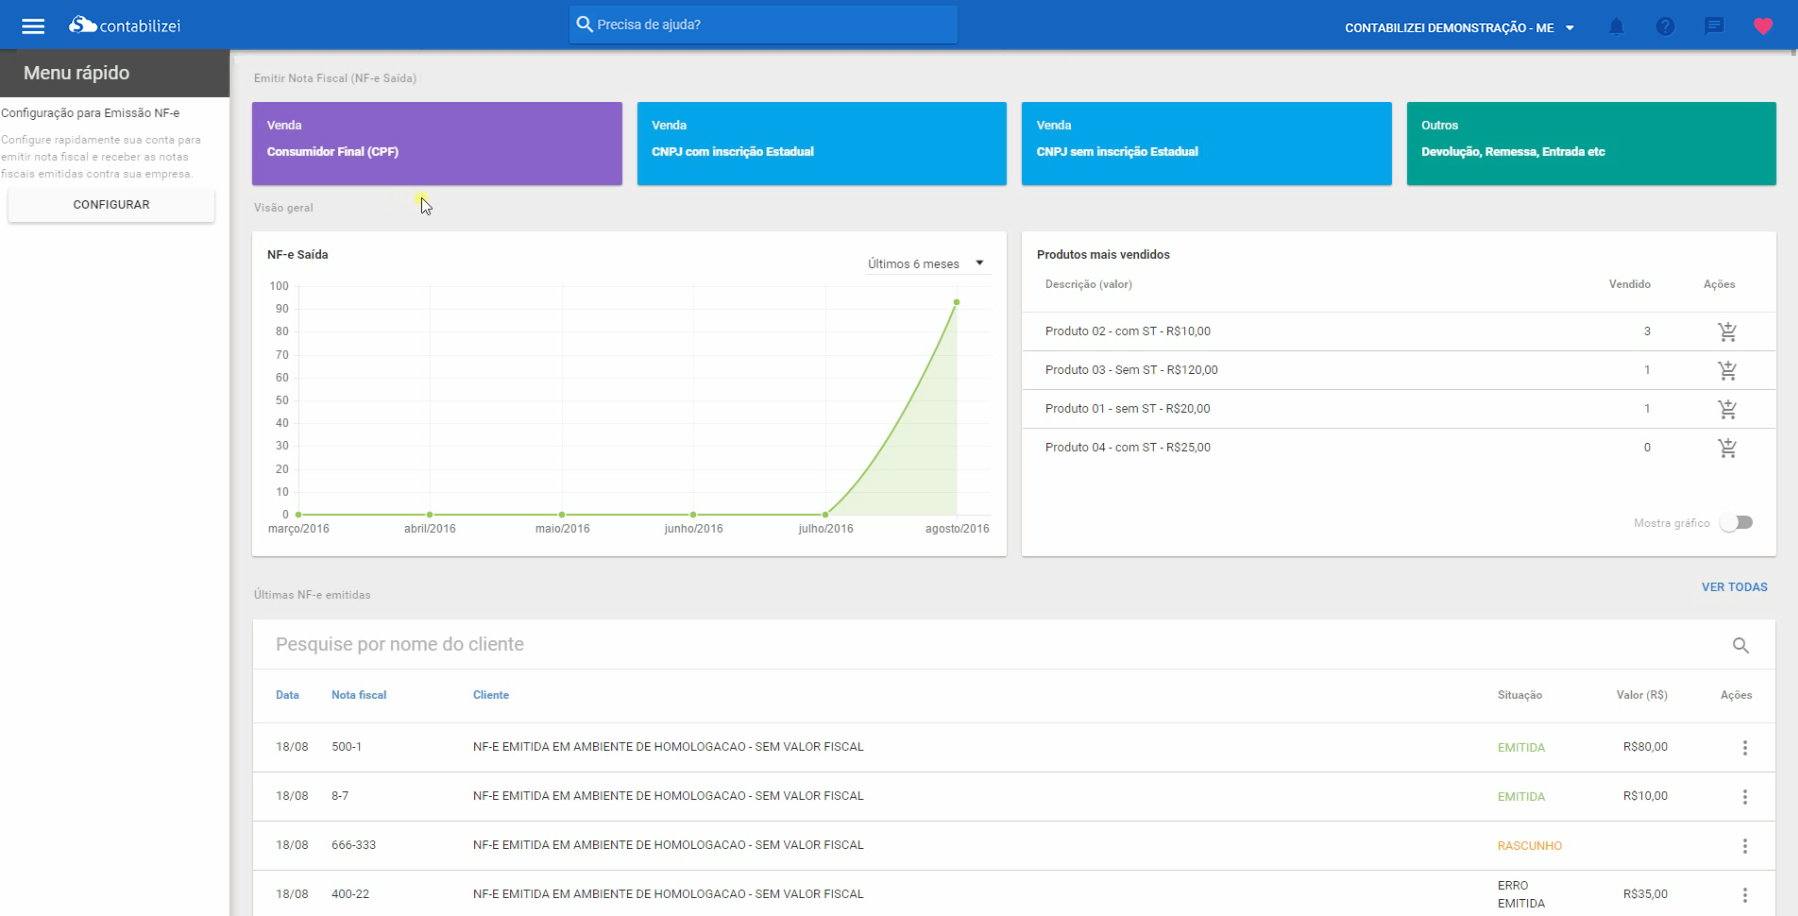 contabilizei
Precisa de ajuda?
CONTABILIZEI DEMONSTRAÇÃO - ME
Menu rápido
Configuração para Emissão NF-e
Configure rapidamente sua conta para
emitir nota fiscal e receber as notas
fiscais emitidas contra sua empresa.
CONFIGURAR
Emitir Nota Fiscal (NF-e Saída)
Venda
Consumidor Final (CPF)
Venda
CNPJ com inscrição Estadual
Venda
CNPJ sem inscrição Estadual
Outros
Devolução, Remessa, Entrada etc
Visão geral
NF-e Saída
Últimos 6 meses
100
90
80
70
60
50
40
30
20
10
0
março/2016 abril/2016 maio/2016 junho/2016 julho/2016 agosto/2016
Produtos mais vendidos
Descrição (valor) Vendido Ações
Produto 02 - com ST - R$10,00 3
Produto 03 - Sem ST - R$120,00 1
Produto 01 - sem ST - R$20,00 1
Produto 04 - com ST - R$25,00 0
Mostra gráfico
Últimas NF-e emitidas
VER TODAS
Pesquise por nome do cliente
Data Nota fiscal Cliente Situação Valor (R$) Ações
18/08 500-1 NF-E EMITIDA EM AMBIENTE DE HOMOLOGACAO - SEM VALOR FISCAL EMITIDA R$80,00
18/08 8-7 NF-E EMITIDA EM AMBIENTE DE HOMOLOGACAO - SEM VALOR FISCAL EMITIDA R$10,00
18/08 666-333 NF-E EMITIDA EM AMBIENTE DE HOMOLOGACAO - SEM VALOR FISCAL RASCUNHO
18/08 400-22 NF-E EMITIDA EM AMBIENTE DE HOMOLOGACAO - SEM VALOR FISCAL ERRO R$35,00
EMITIDA